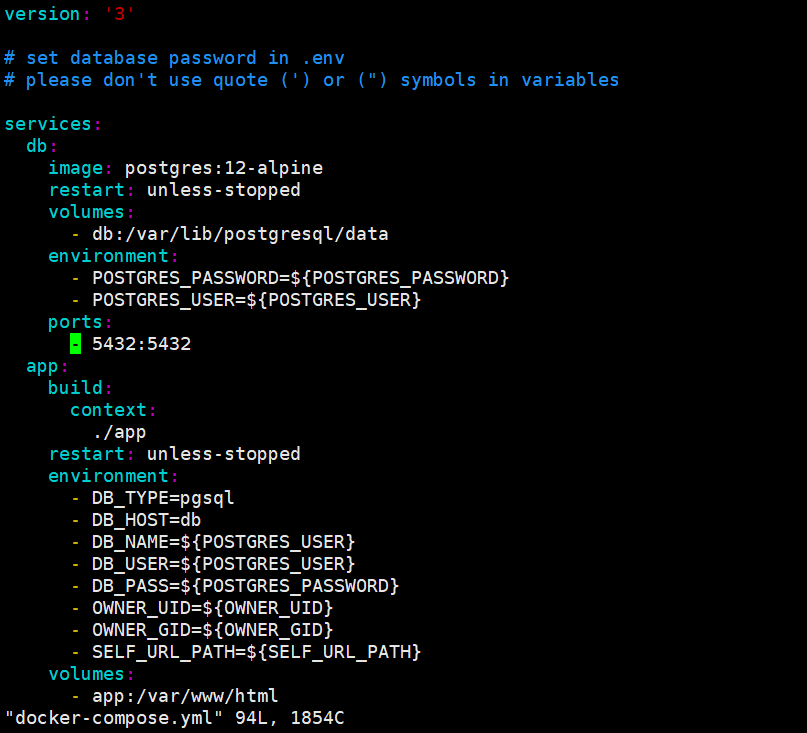 version: '3'

# set database password in .env
# please don't use quote (') or (") symbols in variables

services:
  db:
    image: postgres:12-alpine
    restart: unless-stopped
    volumes:
      - db:/var/lib/postgresql/data
    environment:
      - POSTGRES_PASSWORD=${POSTGRES_PASSWORD}
      - POSTGRES_USER=${POSTGRES_USER}
    ports:
      - 5432:5432
  app:
    build:
      context:
        ./app
    restart: unless-stopped
    environment:
      - DB_TYPE=pgsql
      - DB_HOST=db
      - DB_NAME=${POSTGRES_USER}
      - DB_USER=${POSTGRES_USER}
      - DB_PASS=${POSTGRES_PASSWORD}
      - OWNER_UID=${OWNER_UID}
      - OWNER_GID=${OWNER_GID}
      - SELF_URL_PATH=${SELF_URL_PATH}
    volumes:
      - app:/var/www/html
"docker-compose.yml" 94L, 1854C